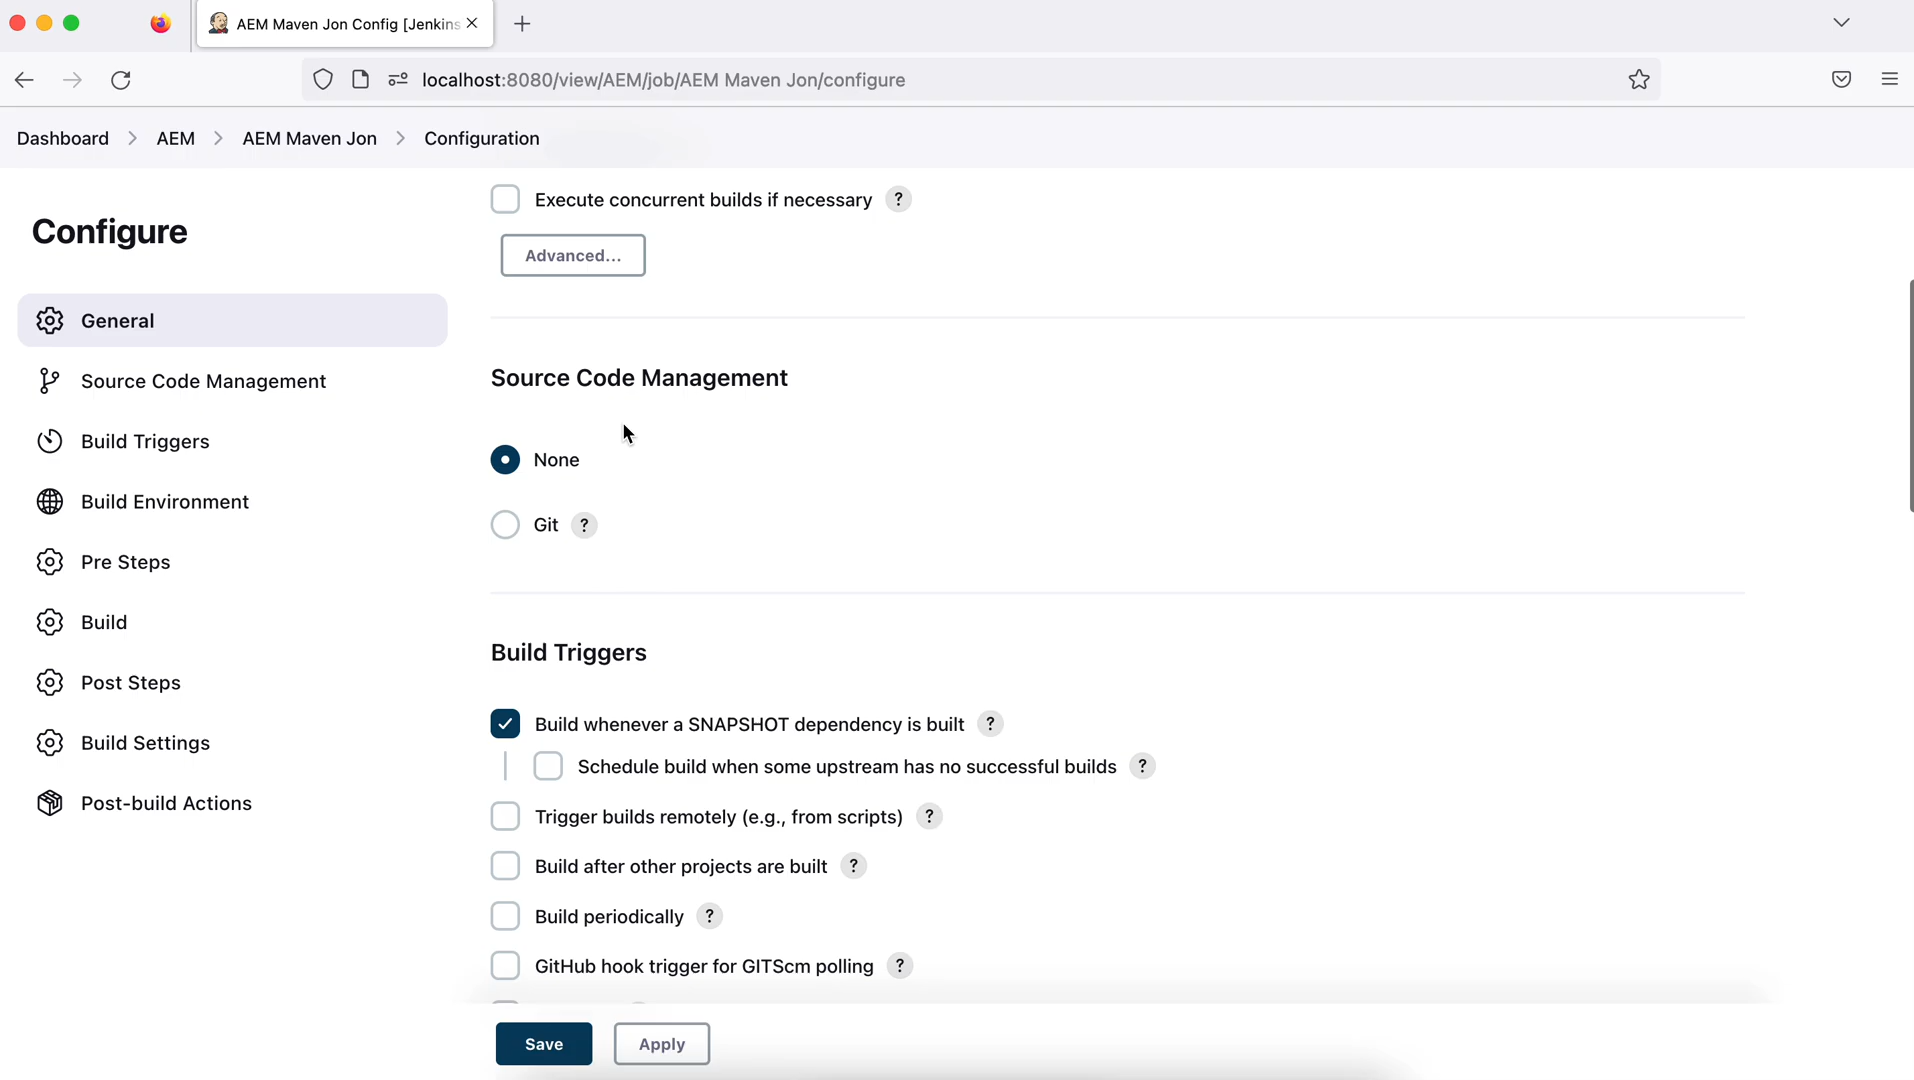 AEM Maven Jon Config [Jenkins
localhost:8080/view/AEM/job/AEM Maven Jon/configure
Dashboard AEM AEM Maven Jon Configuration
Configure
General
Source Code Management
Build Triggers
Build Environment
Pre Steps
Build
Post Steps
Build Settings
Post-build Actions
Execute concurrent builds if necessary ?
Advanced...
Source Code Management
None
Git ?
Build Triggers
Build whenever a SNAPSHOT dependency is built ?
Schedule build when some upstream has no successful builds ?
Trigger builds remotely (e.g., from scripts) ?
Build after other projects are built ?
Build periodically ?
GitHub hook trigger for GITScm polling ?
Save Apply